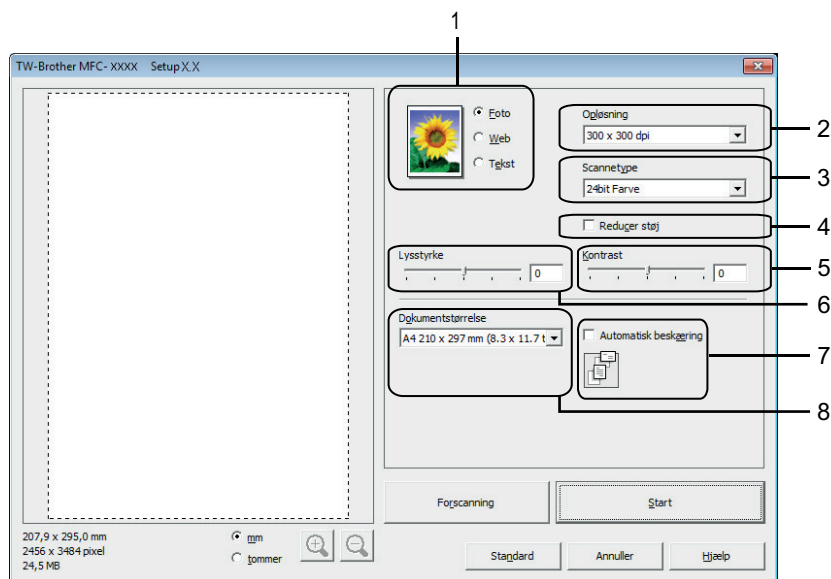 1
TW-Brother MFC- XXXX Setup X.X
Foto
Web
Tekst
Opløsning
300 x 300 dpi
2
Scannetype
24bit Farve
3
Reducer støj
4
Lysstyrke
0
Kontrast
0
5
6
Dokumentstørrelse
A4 210 x 297 mm (8.3 x 11.7 t
Automatisk beskæring
7
8
Forscanning
Start
207,9 x 295,0 mm
2456 x 3484 pixel
24,5 MB
mm
tommer
Standard
Annuller
Hjælp